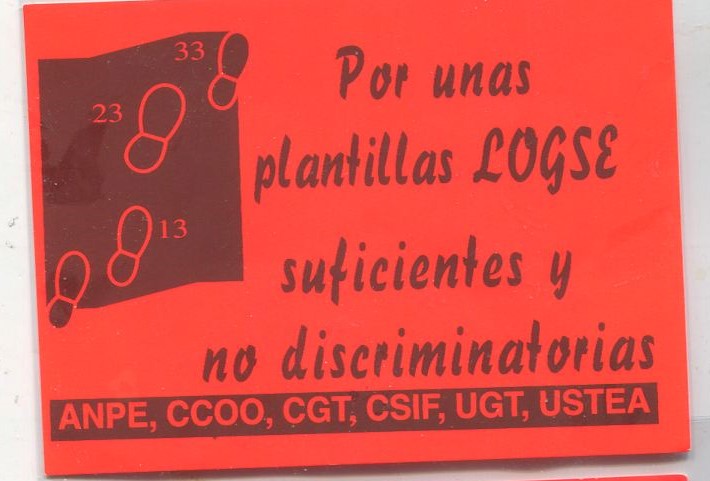 33
23
13
Por unas
plantillas LOGSE
suficientes y
no discriminatorias
ANPE, CCOO, CGT, CSIF, UGT, USTEA